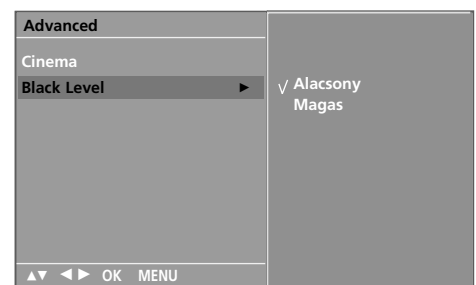 Advanced
Cinema
Black Level ►
√ Alacsony
Magas
▲▼ ◄► OK MENU